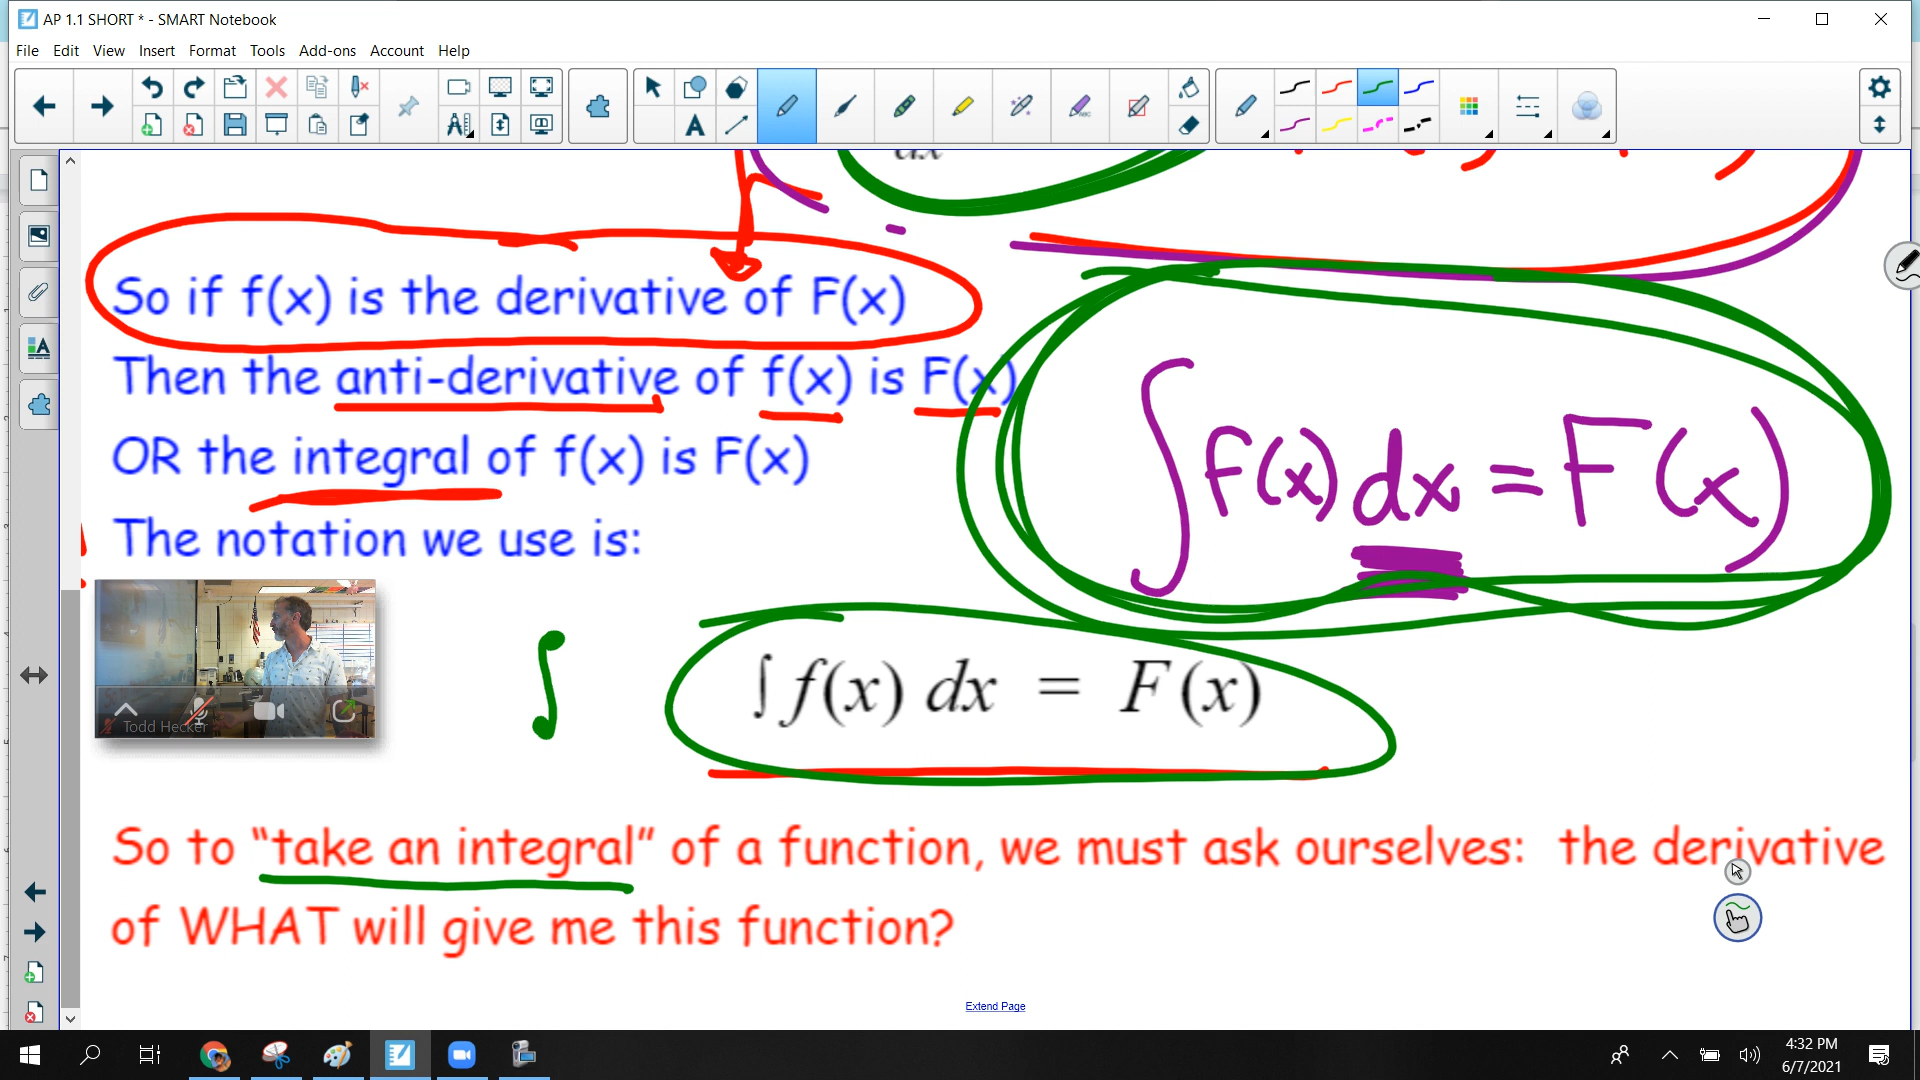 AP 1.1 SHORT * - SMART Notebook
File Edit View Insert Format Tools Add-ons Account Help
dx
So if f(x) is the derivative of F(x)
Then the anti-derivative of f(x) is F(x)
∫f(x)dx = F(x)
OR the integral of f(x) is F(x)
The notation we use is:
∫
∫ f(x) dx = F(x)
Todd Hecker
So to “take an integral” of a function, we must ask ourselves: the derivative
of WHAT will give me this function?
Extend Page
4:32 PM
6/7/2021